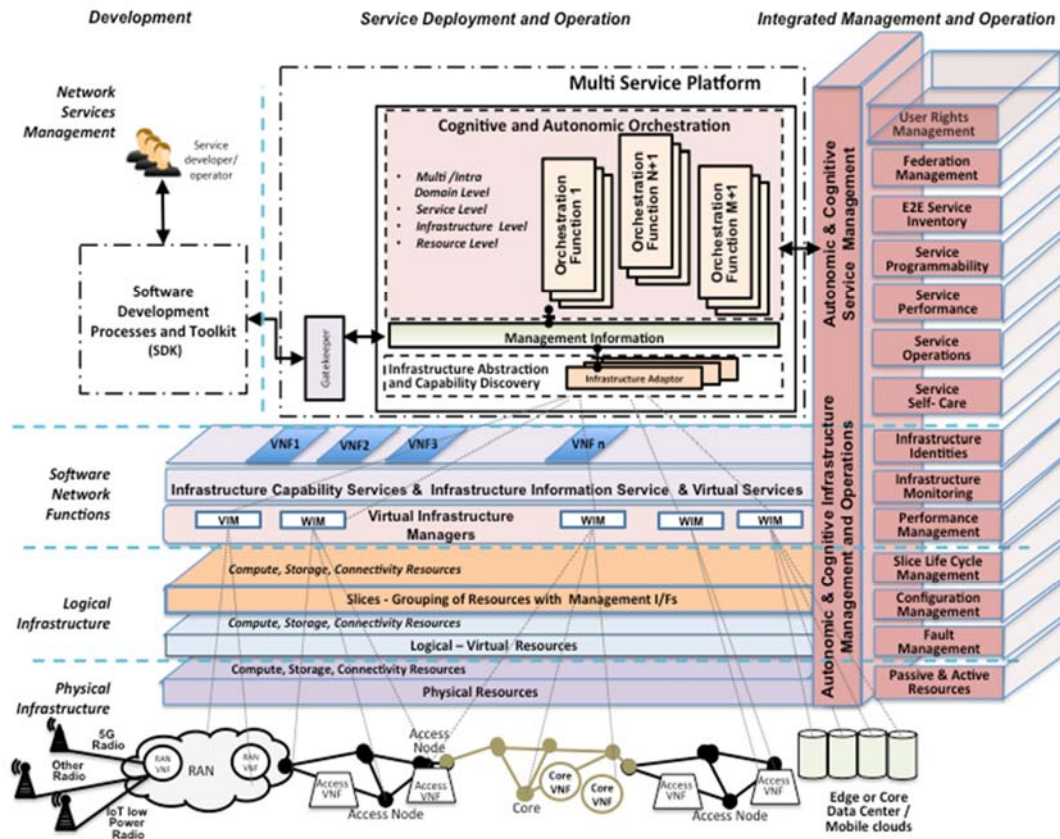 Development
Service Deployment and Operation
Integrated Management and Operation
Network
Services
Management
Service
developer/
operator
Software
Development
Processes and Toolkit
(SDK)
Gatekeeper
Multi Service Platform
Cognitive and Autonomic Orchestration
• Multi /Intra
Domain Level
• Service Level
• Infrastructure Level
• Resource Level
Orchestration
Function 1
Orchestration
Function N+1
Orchestration
Function M+1
Management Information
Infrastructure Abstraction
and Capability Discovery
Infrastructure Adaptor
Autonomic & Cognitive
Service Management
Autonomic & Cognitive Infrastructure
Management and Operations
User Rights
Management
Federation
Management
E2E Service
Inventory
Service
Programmability
Service
Performance
Service
Operations
Service
Self- Care
Infrastructure
Identities
Infrastructure
Monitoring
Performance
Management
Slice Life Cycle
Management
Configuration
Management
Fault
Management
Passive & Active
Resources
Software
Network
Functions
VNF1
VNF2
VNF3
VNF n
Infrastructure Capability Services & Infrastructure Information Service & Virtual Services
VIM
WIM
Virtual Infrastructure
Managers
WIM
WIM
WIM
Logical
Infrastructure
Compute, Storage, Connectivity Resources
Slices - Grouping of Resources with Management I/Fs
Compute, Storage, Connectivity Resources
Logical – Virtual Resources
Physical
Infrastructure
Compute, Storage, Connectivity Resources
Physical Resources
5G
Radio
Other
Radio
IoT low
Power
Radio
RAN
VNF
RAN
RAN
VNF
Access
VNF
Access Node
Access
Node
Access
VNF
Core
Core
VNF
Core
VNF
Access
VNF
Access Node
Access
VNF
Edge or Core
Data Center /
Mobile clouds